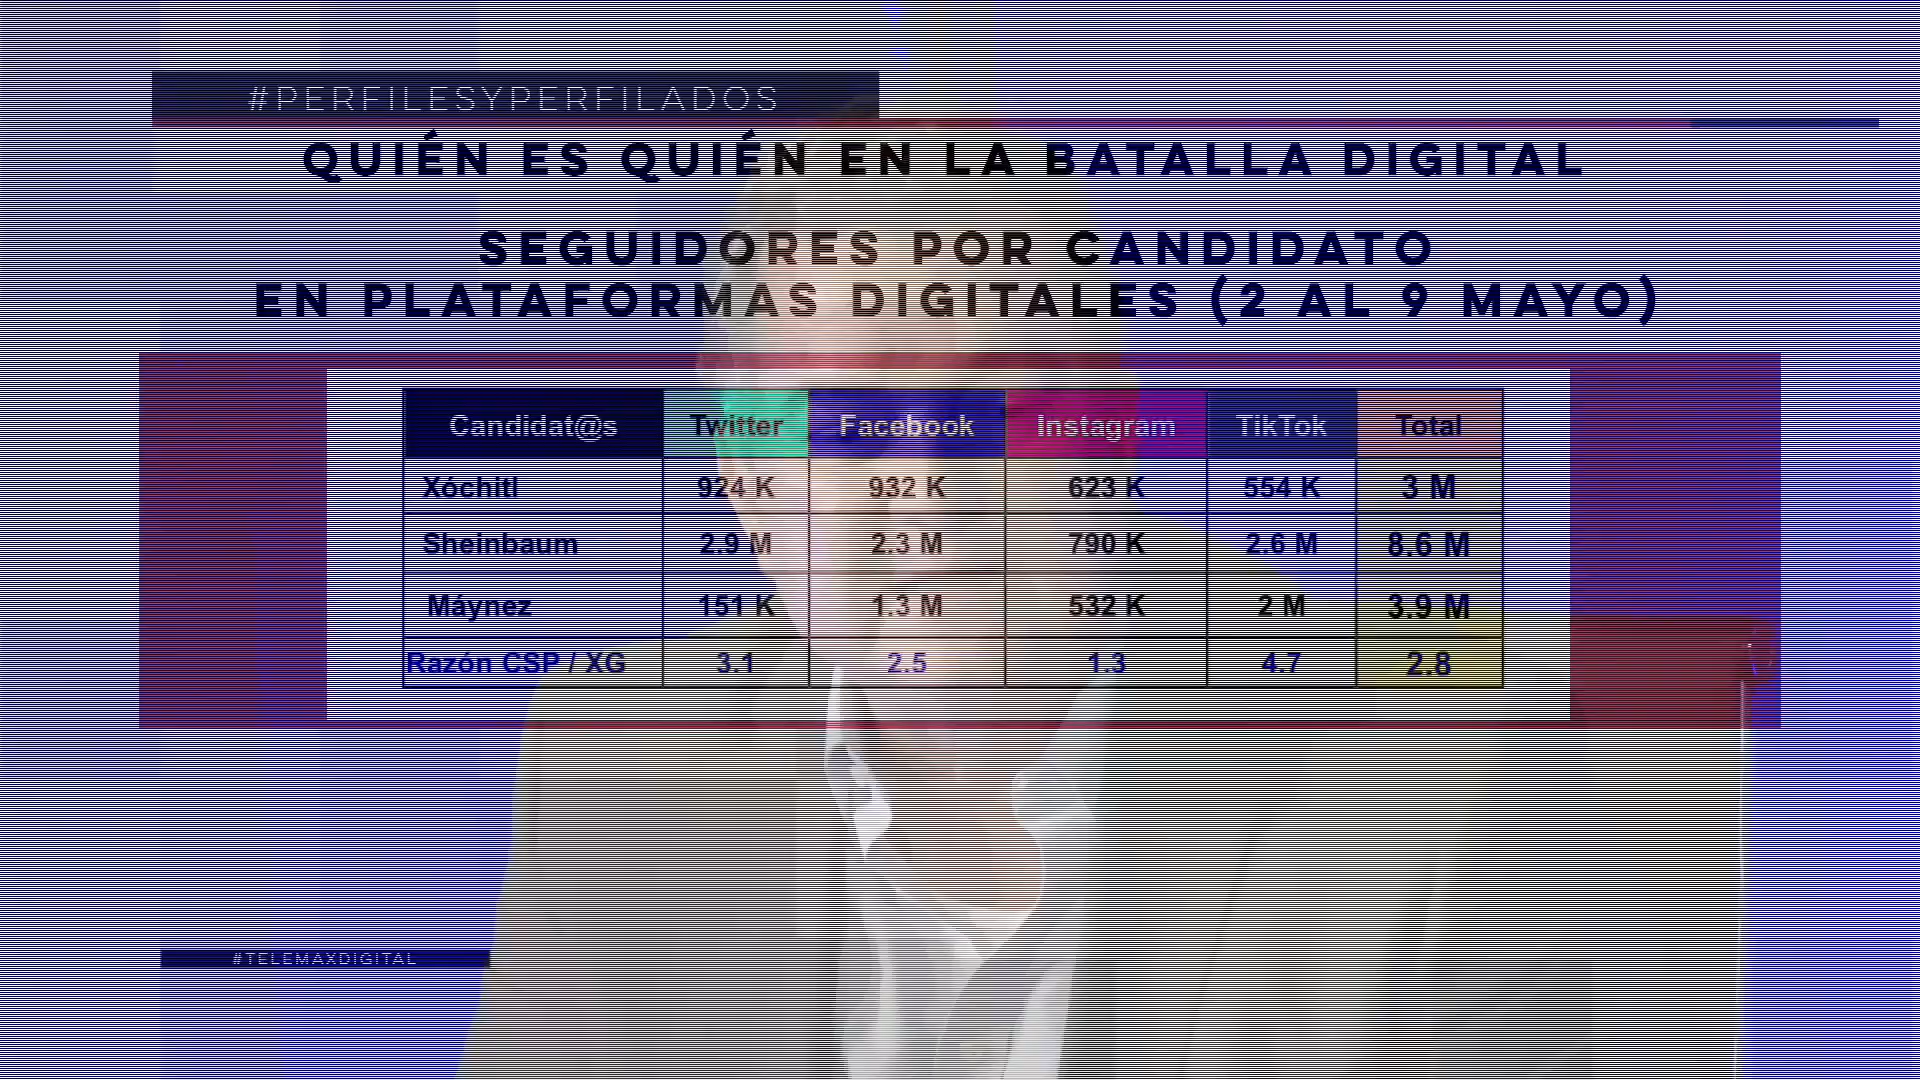 #PERFILESYPERFILADOS
QUIÉN ES QUIÉN EN LA BATALLA DIGITAL
SEGUIDORES POR CANDIDATO
EN PLATAFORMAS DIGITALES (2 AL 9 MAYO)
Candidat@s Twitter Facebook Instagram TikTok Total
Xóchitl 924 K 932 K 623 K 554 K 3 M
Sheinbaum 2.9 M 2.3 M 790 K 2.6 M 8.6 M
Máynez 151 K 1.3 M 532 K 2 M 3.9 M
Razón CSP / XG 3.1 2.5 1.3 4.7 2.8
#TELEMAXDIGITAL